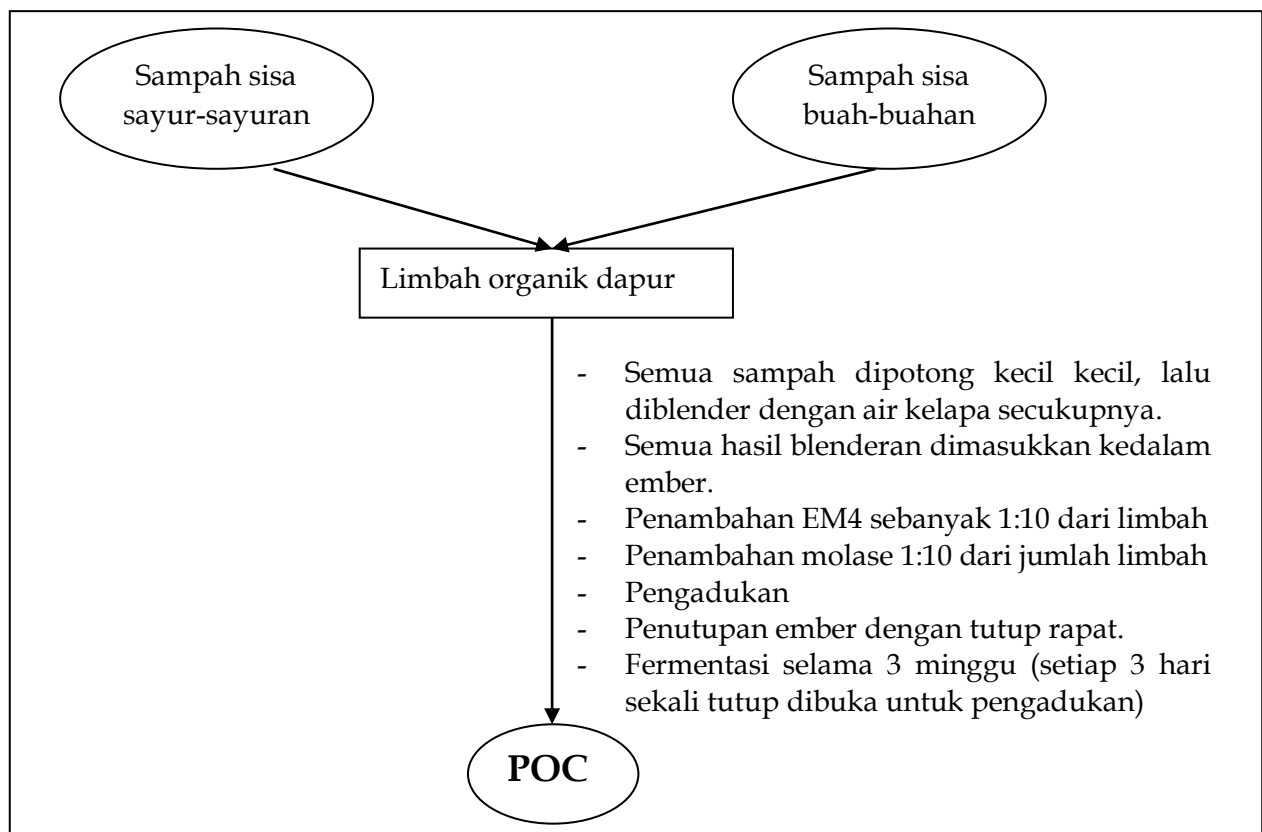 Sampah sisa
sayur-sayuran
Sampah sisa
buah-buahan
Limbah organik dapur
- Semua sampah dipotong kecil kecil, lalu
diblender dengan air kelapa secukupnya.
- Semua hasil blenderan dimasukkan kedalam
ember.
- Penambahan EM4 sebanyak 1:10 dari limbah
- Penambahan molase 1:10 dari jumlah limbah
- Pengadukan
- Penutupan ember dengan tutup rapat.
- Fermentasi selama 3 minggu (setiap 3 hari
sekali tutup dibuka untuk pengadukan)
POC